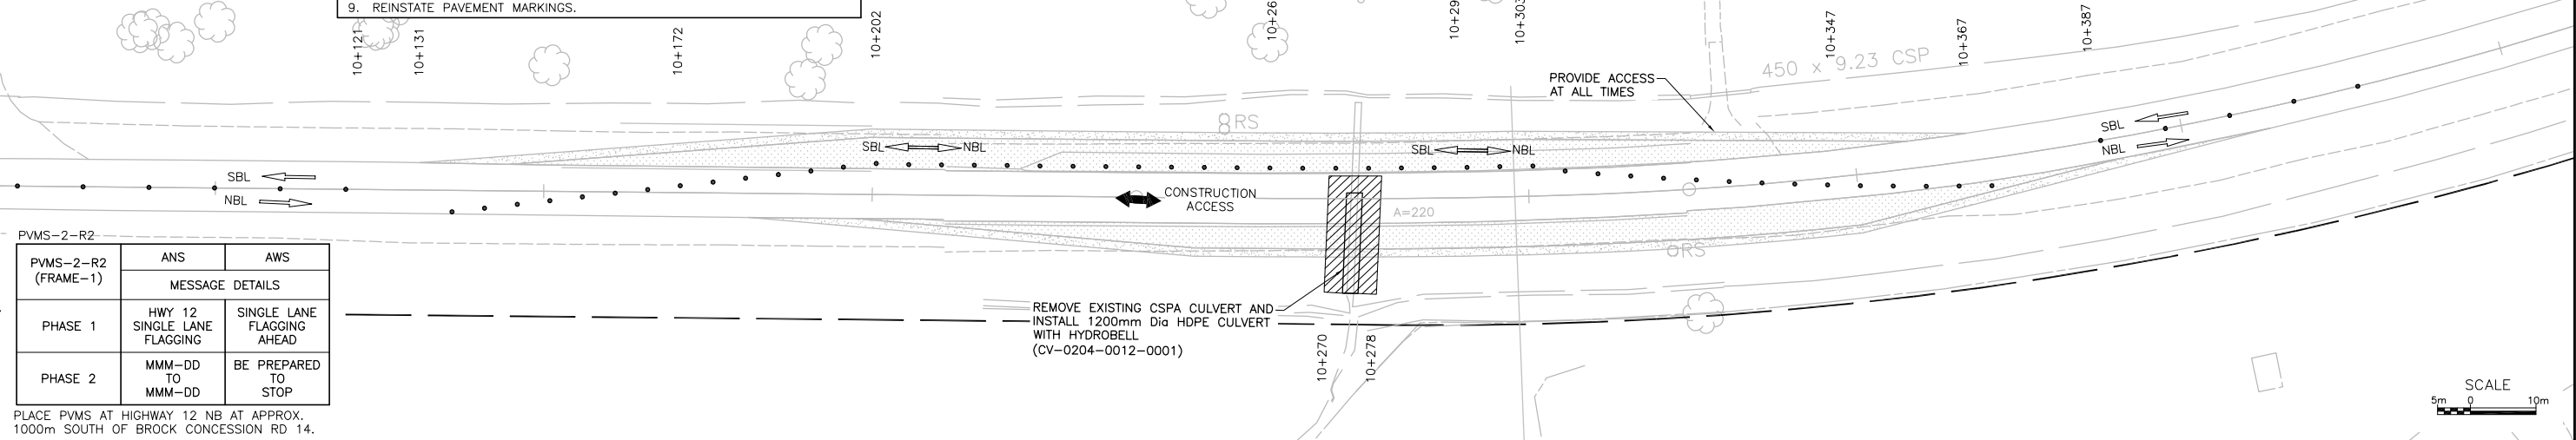 9. REINSTATE PAVEMENT MARKINGS.
10+121
10+131
10+172
10+202
10+303
10+347
10+367
10+387
450 x 9.23 CSP
PROVIDE ACCESS
AT ALL TIMES
8RS
SBL NBL
SBL NBL
SBL
NBL
SBL
NBL
CONSTRUCTION
ACCESS
A=220
RS
REMOVE EXISTING CSPA CULVERT AND
INSTALL 1200mm Dia HDPE CULVERT
WITH HYDROBELL
(CV-0204-0012-0001)
10+270
10+278
PVMS-2-R2
PVMS-2-R2
(FRAME-1)
ANS
AWS
MESSAGE DETAILS
PHASE 1
HWY 12
SINGLE LANE
FLAGGING
SINGLE LANE
FLAGGING
AHEAD
PHASE 2
MMM-DD
TO
MMM-DD
BE PREPARED
TO
STOP
PLACE PVMS AT HIGHWAY 12 NB AT APPROX.
1000m SOUTH OF BROCK CONCESSION RD 14.
SCALE
5m 0 10m